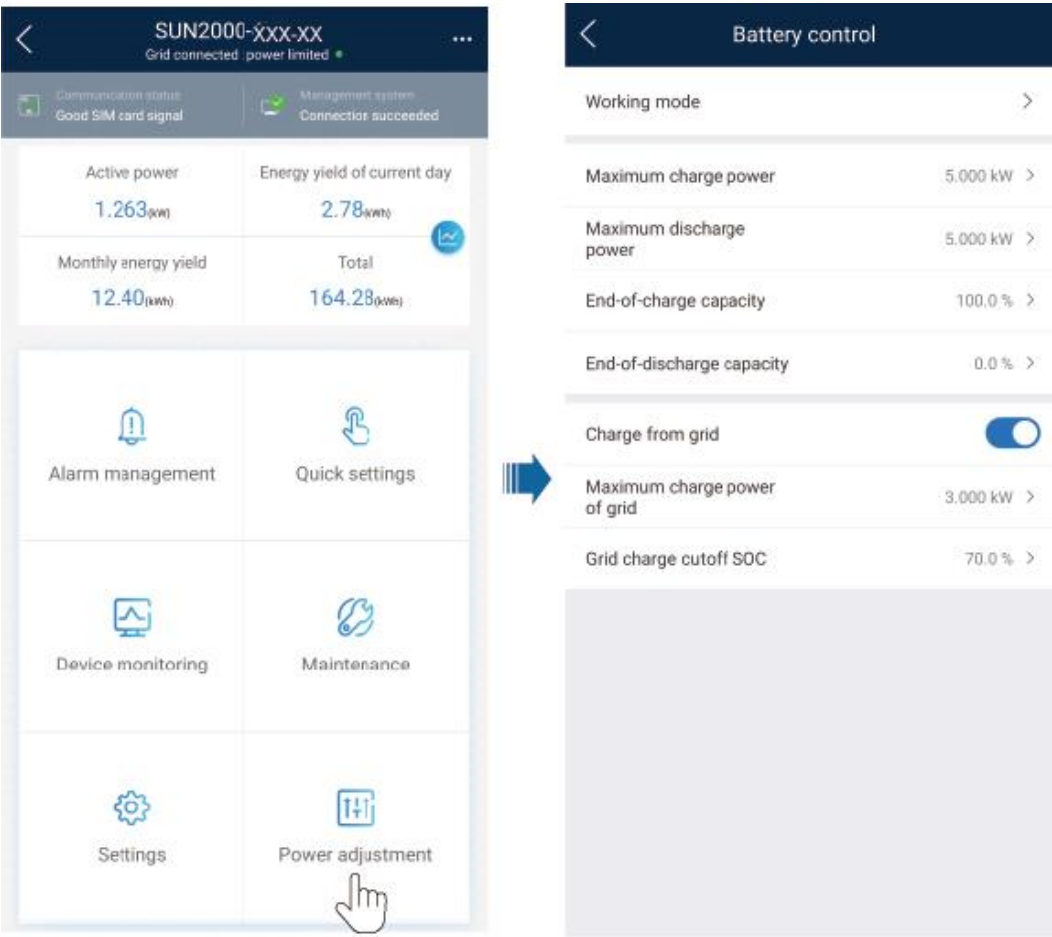 SUN2000-XXX-XX
Grid connected :power limited
Communication status
Good SIM card signal
Management system
Connection succeeded
Active power
1.263(kW)
Energy yield of current day
2.78(kWh)
Monthly energy yield
12.40(kWh)
Total
164.28(kWh)
Alarm management
Quick settings
Device monitoring
Maintenance
Settings
Power adjustment
Battery control
Working mode
Maximum charge power
5.000 kW
Maximum discharge
power
5.000 kW
End-of-charge capacity
100.0 %
End-of-discharge capacity
0.0 %
Charge from grid
Maximum charge power
of grid
3.000 kW
Grid charge cutoff SOC
70.0 %